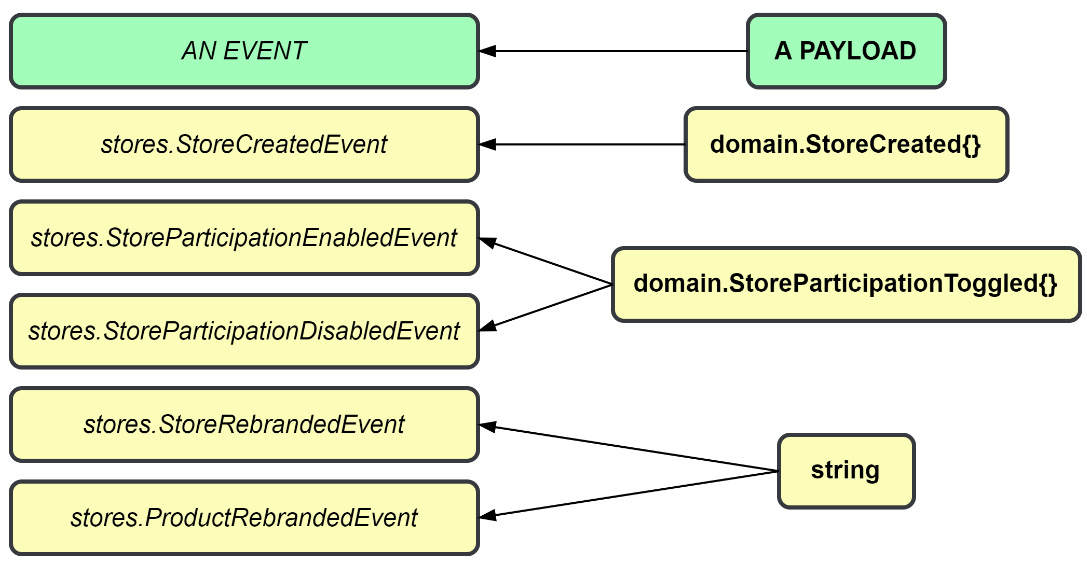 AN EVENT
A PAYLOAD
stores.StoreCreatedEvent
domain.StoreCreated{}
stores.StoreParticipationEnabledEvent
domain.StoreParticipationToggled{}
stores.StoreParticipationDisabledEvent
stores.StoreRebrandedEvent
string
stores.ProductRebrandedEvent